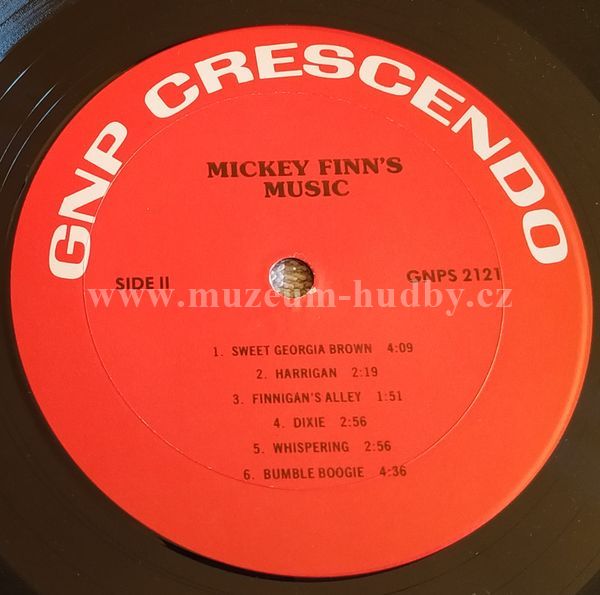 GNP CRESCENDO
MICKEY FINN'S
MUSIC
SIDE II
GNPS 2121
www.muzeum-hudby.cz
1. SWEET GEORGIA BROWN 4:09
2. HARRIGAN 2:19
3. FINNIGAN'S ALLEY 1:51
4. DIXIE 2:56
5. WHISPERING 2:56
6. BUMBLE BOOGIE 4:36